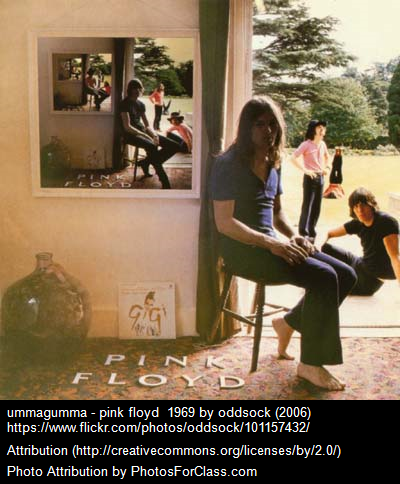 PINK
FLOYD
GiGi
PINK
FLOYD
ummagumma - pink floyd  1969 by oddsock (2006)
https://www.flickr.com/photos/oddsock/101157432/
Attribution (http://creativecommons.org/licenses/by/2.0/)
Photo Attribution by PhotosForClass.com